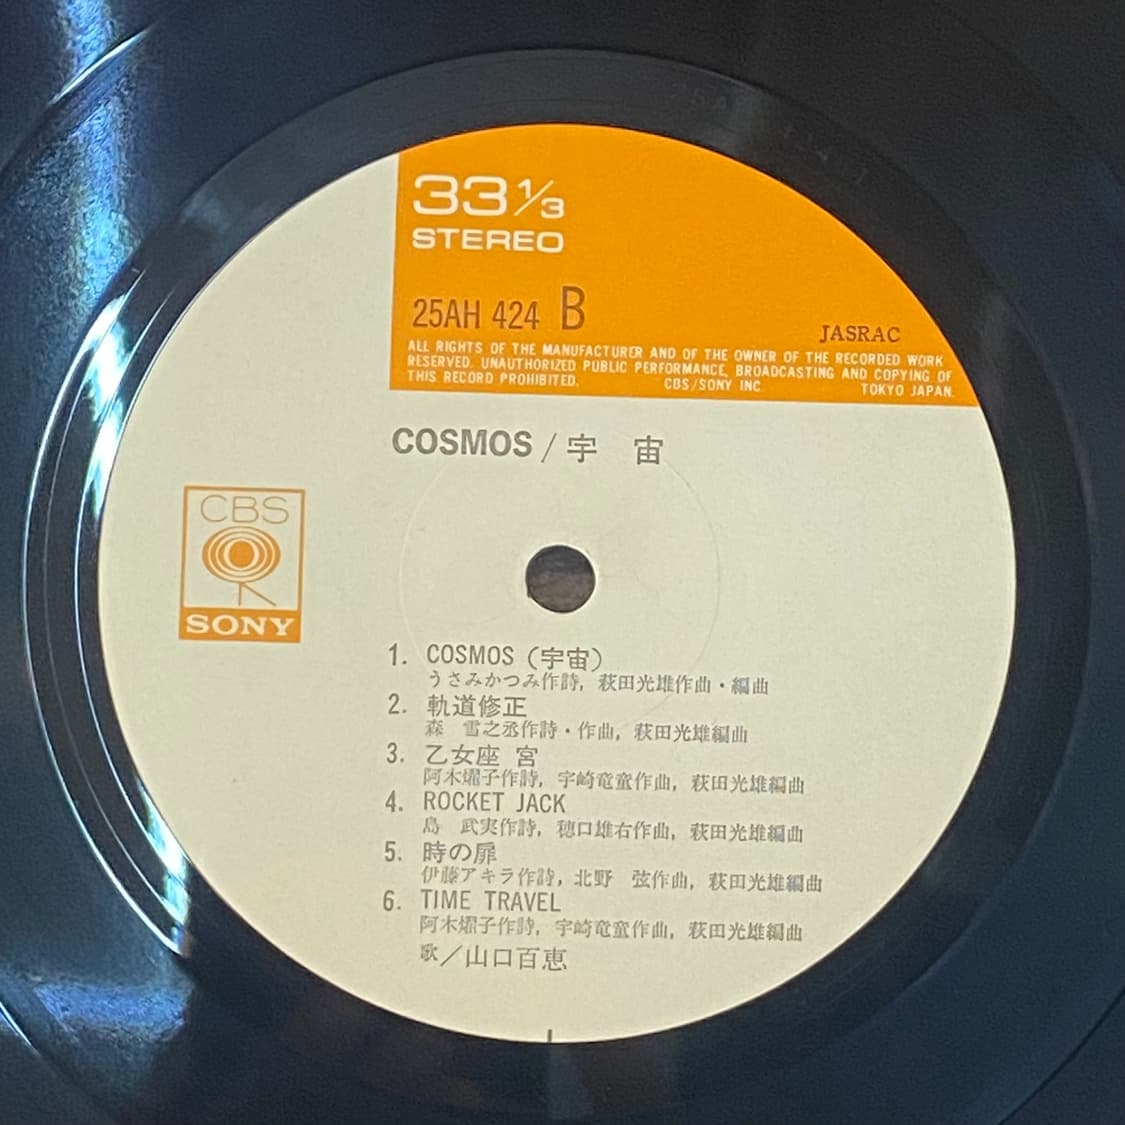 33 1/3
STEREO
25AH 424 B
JASRAC
ALL RIGHTS OF THE MANUFACTURER AND OF THE OWNER OF THE RECORDED WORK
RESERVED. UNAUTHORIZED PUBLIC PERFORMANCE, BROADCASTING AND COPYING OF
THIS RECORD PROHIBITED. CBS/SONY INC. TOKYO JAPAN.
COSMOS/宇 宙
CBS
SONY
1. COSMOS（宇宙）
うさみかつみ作詩，萩田光雄作曲・編曲
2. 軌道修正
森 雪之丞作詩・作曲，萩田光雄編曲
3. 乙女座 宮
阿木燿子作詩，宇崎竜童作曲，萩田光雄編曲
4. ROCKET JACK
島 武実作詩，穂口雄右作曲，萩田光雄編曲
5. 時の扉
伊藤アキラ作詩，北野 弦作曲，萩田光雄編曲
6. TIME TRAVEL
阿木燿子作詩，宇崎竜童作曲，萩田光雄編曲
歌／山口百恵